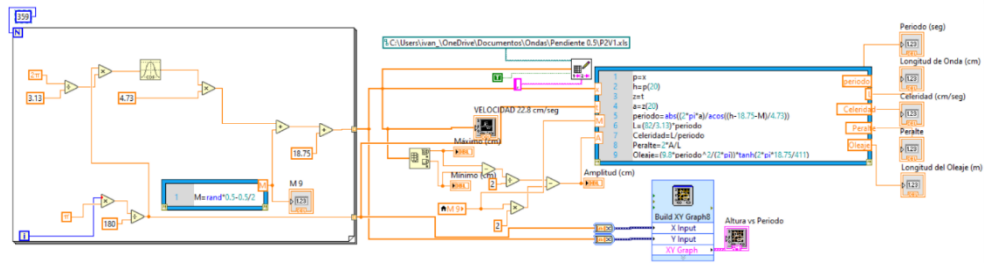 359
N
2π
3.13
4.73
18.75
M=rand*0.5-0.5/2
M
M 9
π
180
i
C:\Users\ivan_\OneDrive\Documentos\Ondas\Pendiente 0.5\P2V1.xls
VELOCIDAD 22.8 cm/seg
Máximo (cm)
Mínimo (cm)
2
M 9
2
Amplitud (cm)
1 p=x
2 h=p(20)
3 z=t
4 a=z(20)
5 periodo=abs((2*pi*a)/acos((h-18.75-M)/4.73))
6 L=(82/3.13)*periodo
7 Celeridad=L/periodo
8 Peralte=2*A/L
9 Oleaje=(9.8*periodo^2/(2*pi))*tanh(2*pi*18.75/411)
M
A
periodo
L
Celeridad
Peralte
Oleaje
Periodo (seg)
Longitud de Onda (cm)
Celeridad (cm/seg)
Peralte
Longitud del Oleaje (m)
Build XY Graph8
X Input
Y Input
XY Graph
Altura vs Periodo